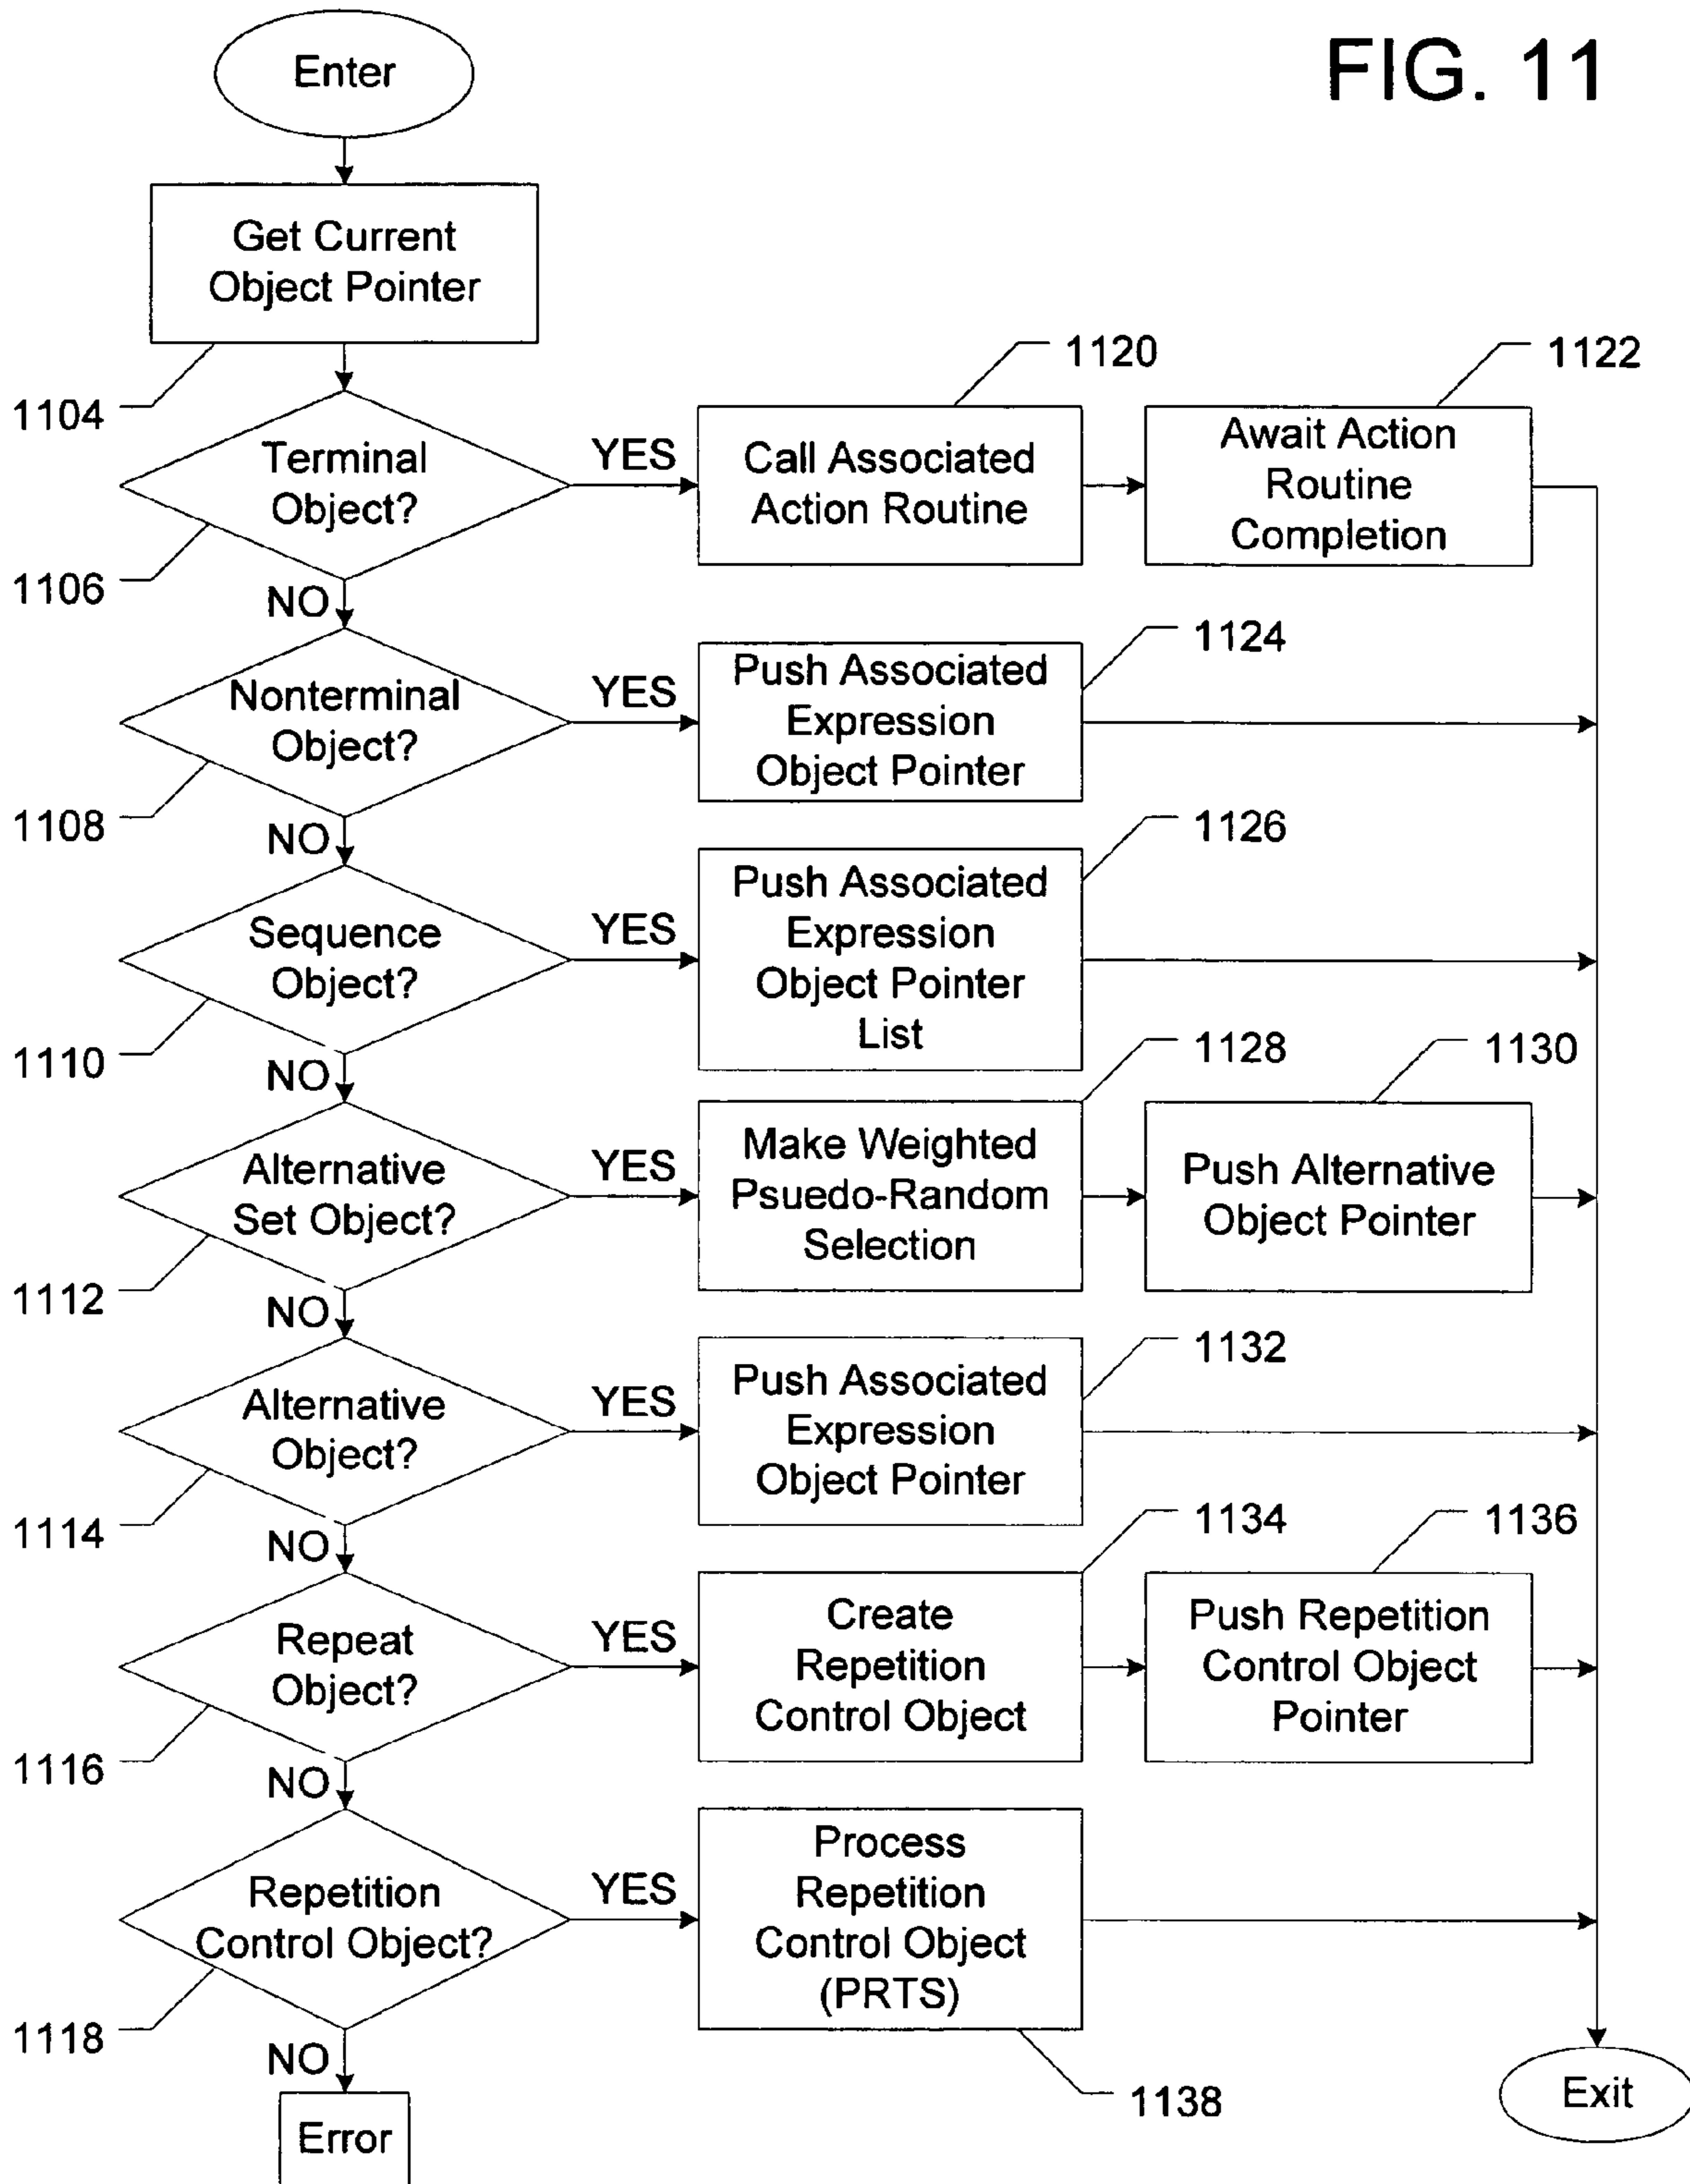 FIG. 11
Enter
Get Current
Object Pointer
1104
Terminal
Object?
1106
YES
NO
1120
Call Associated
Action Routine
1122
Await Action
Routine
Completion
Nonterminal
Object?
1108
YES
NO
1124
Push Associated
Expression
Object Pointer
Sequence
Object?
1110
YES
NO
1126
Push Associated
Expression
Object Pointer
List
Alternative
Set Object?
1112
YES
NO
1128
Make Weighted
Psuedo-Random
Selection
1130
Push Alternative
Object Pointer
Alternative
Object?
1114
YES
NO
1132
Push Associated
Expression
Object Pointer
Repeat
Object?
1116
YES
NO
1134
Create
Repetition
Control Object
1136
Push Repetition
Control Object
Pointer
Repetition
Control Object?
1118
YES
NO
Process
Repetition
Control Object
(PRTS)
1138
Error
Exit